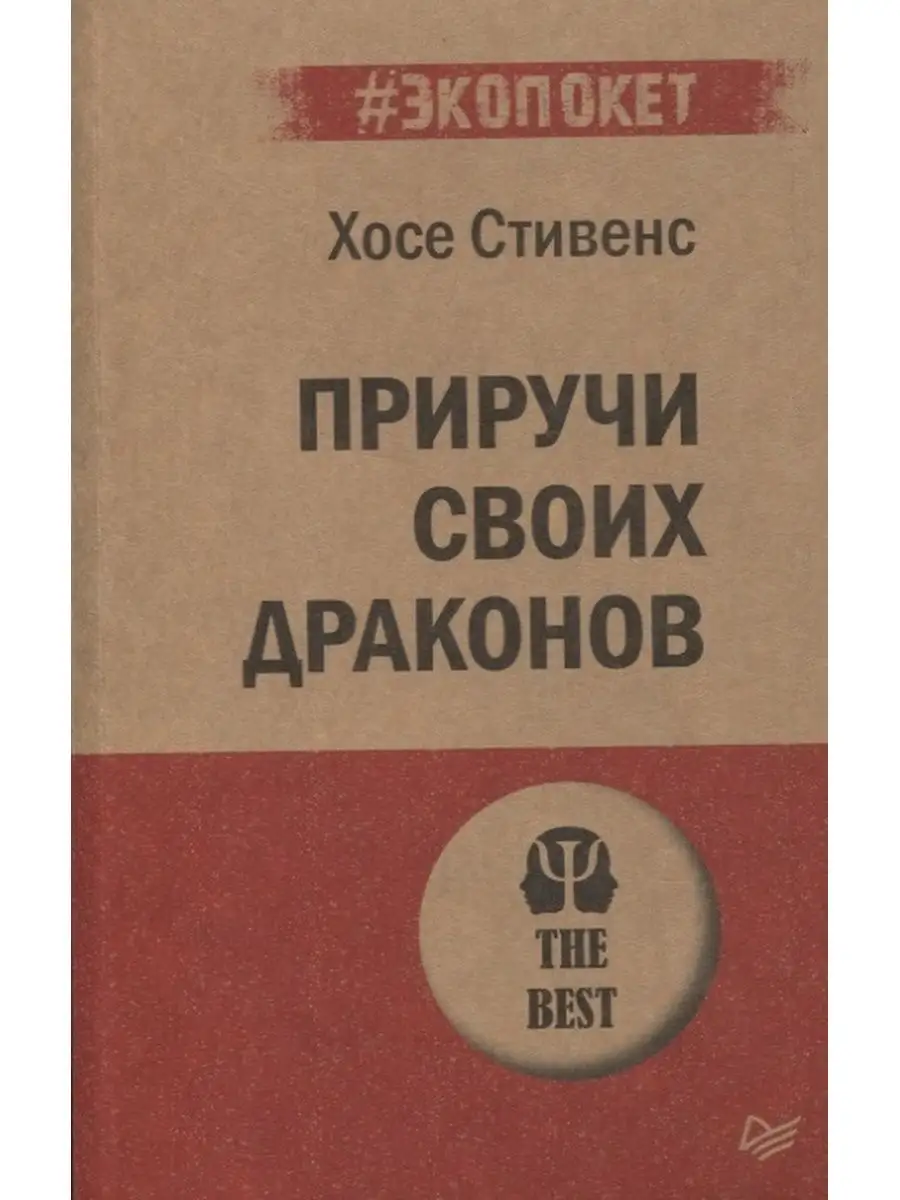 #ЭКОПОКЕТ
Хосе Стивенс
ПРИРУЧИ
СВОИХ
ДРАКОНОВ
THE
BEST